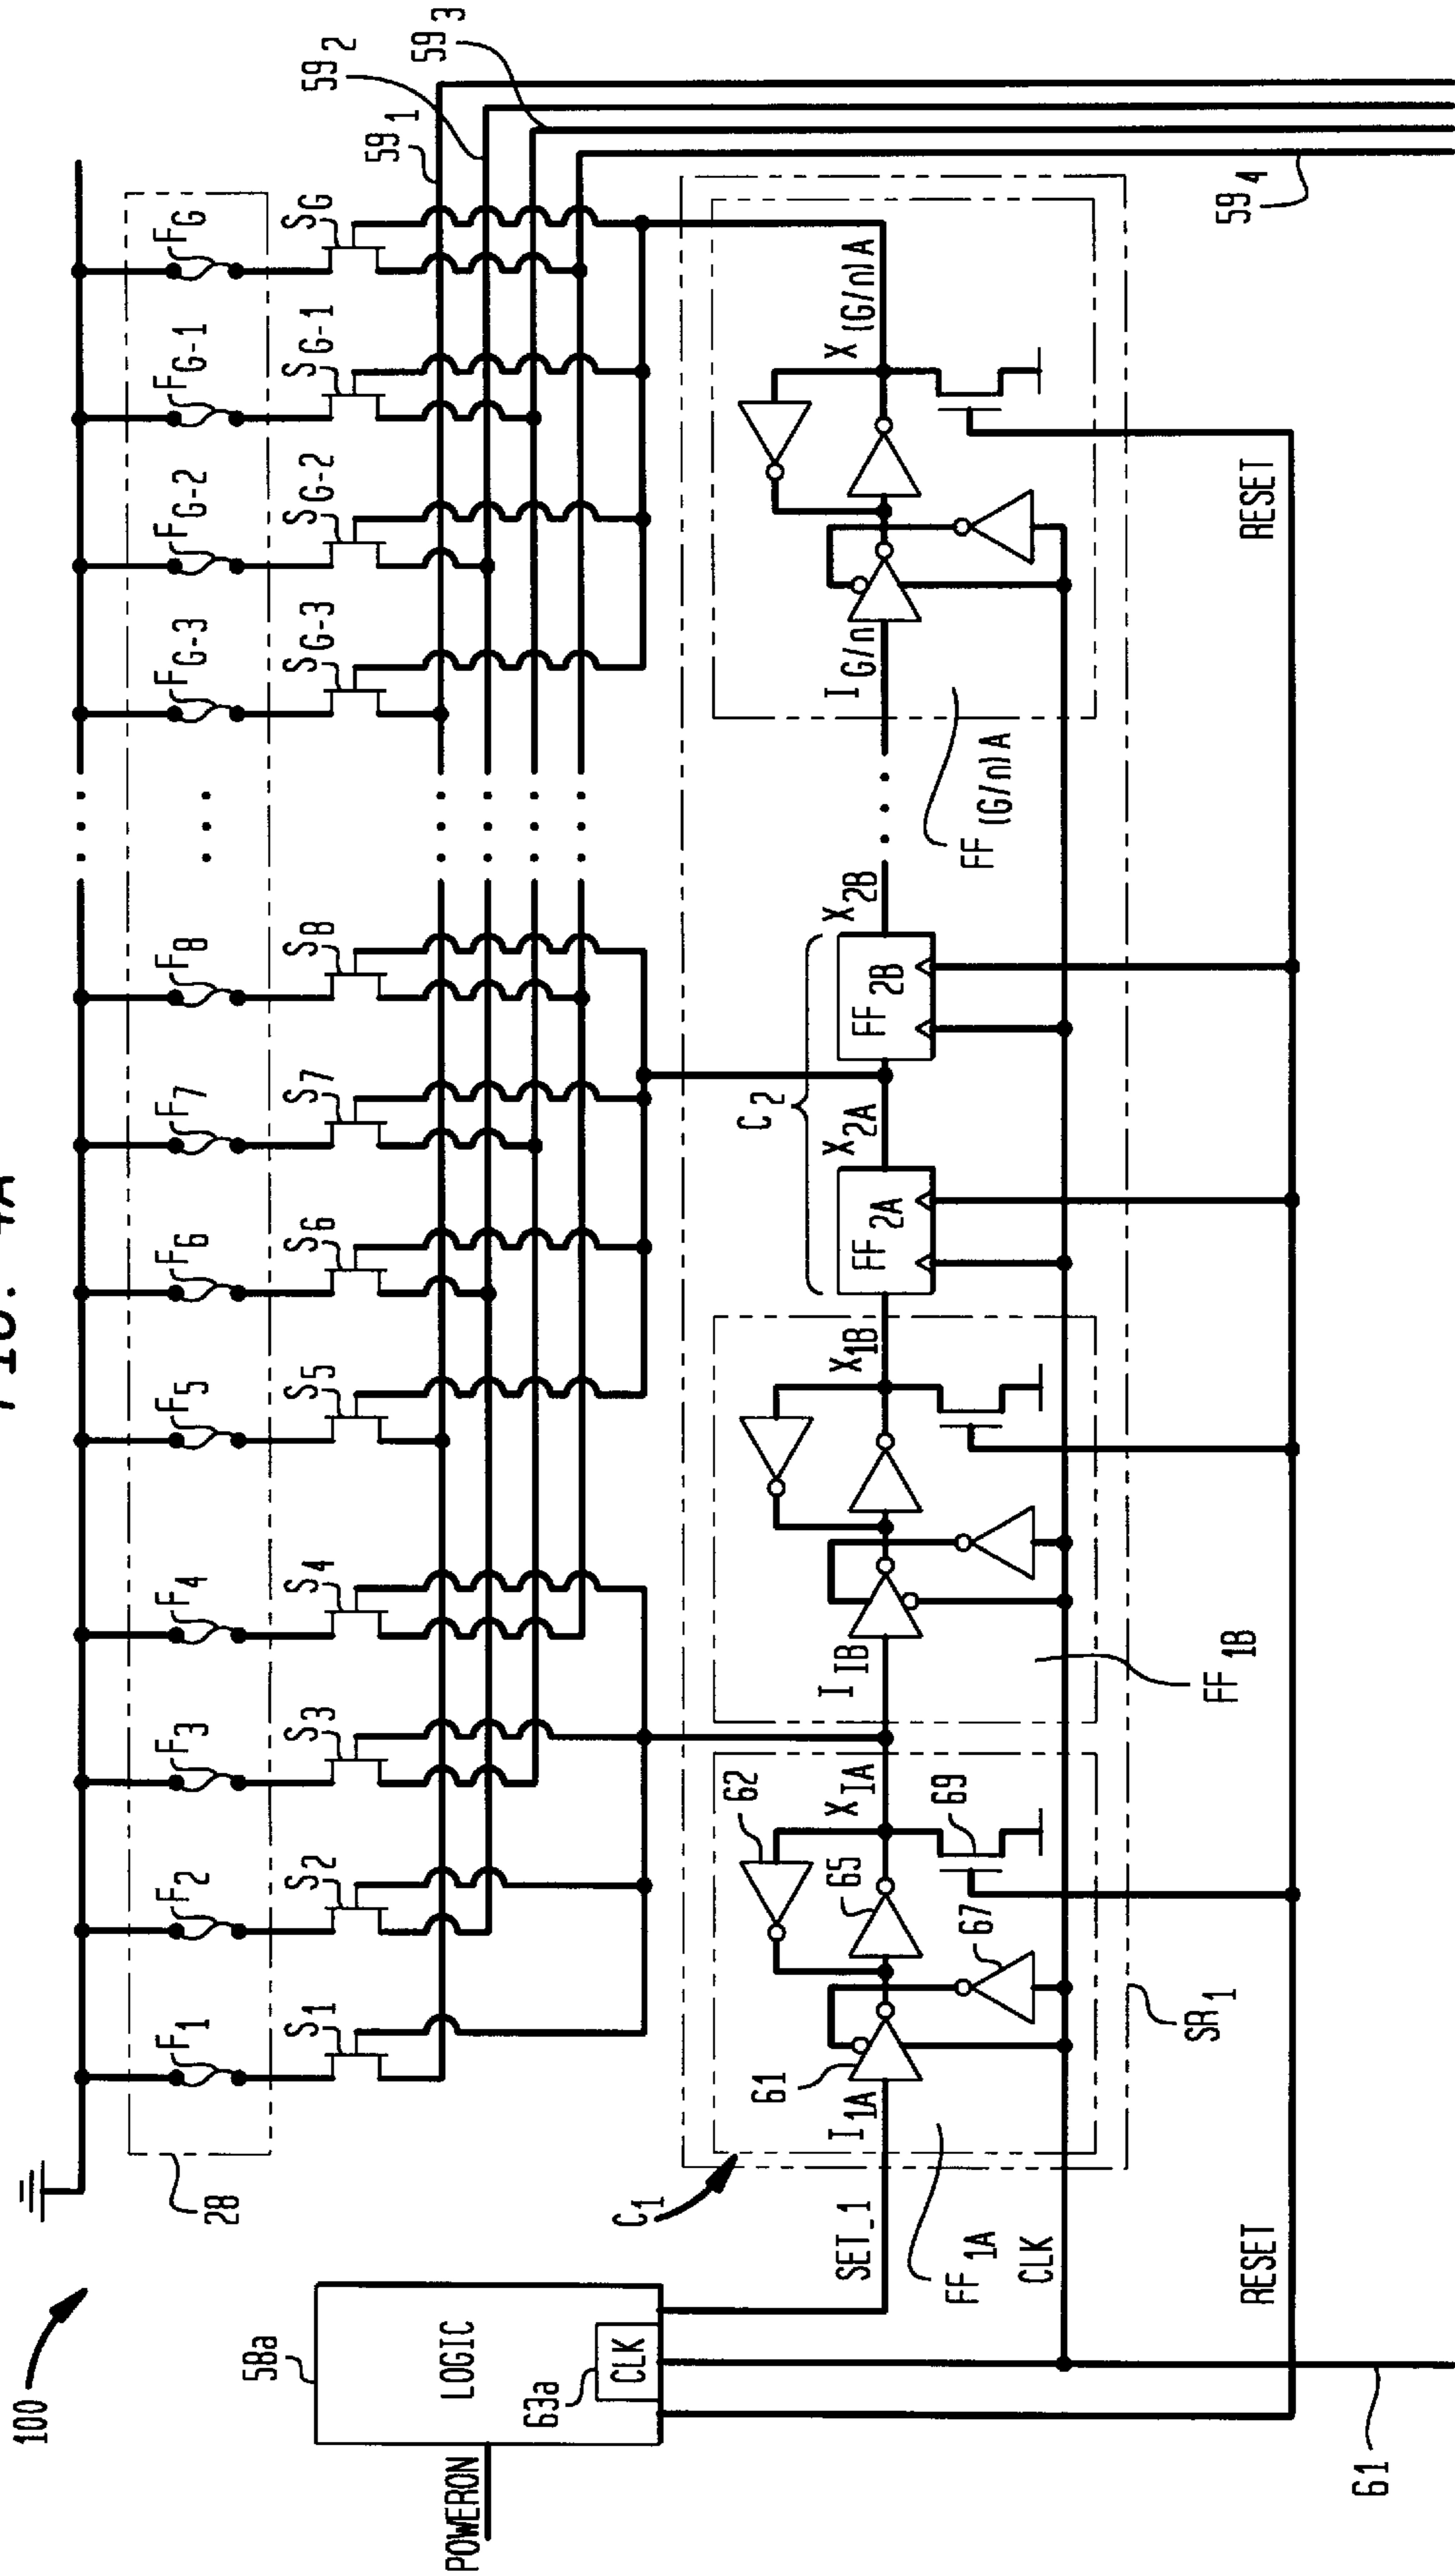 FIG. 4A
100
28
F1
F2
F3
F4
F5
F6
F7
F8
FG-3
FG-2
FG-1
FG
S1
S2
S3
S4
S5
S6
S7
S8
SG-3
SG-2
SG-1
SG
59 1
59 2
59 3
59 4
58a
LOGIC
63a
CLK
POWERON
C1
SET_1
I1A
61
62
65
67
69
XIA
FF1A
I IB
X1B
FF1B
C2
FF2A
X2A
FF2B
X2B
I G/n
X(G/n)A
FF(G/n)A
CLK
SR1
RESET
RESET
61